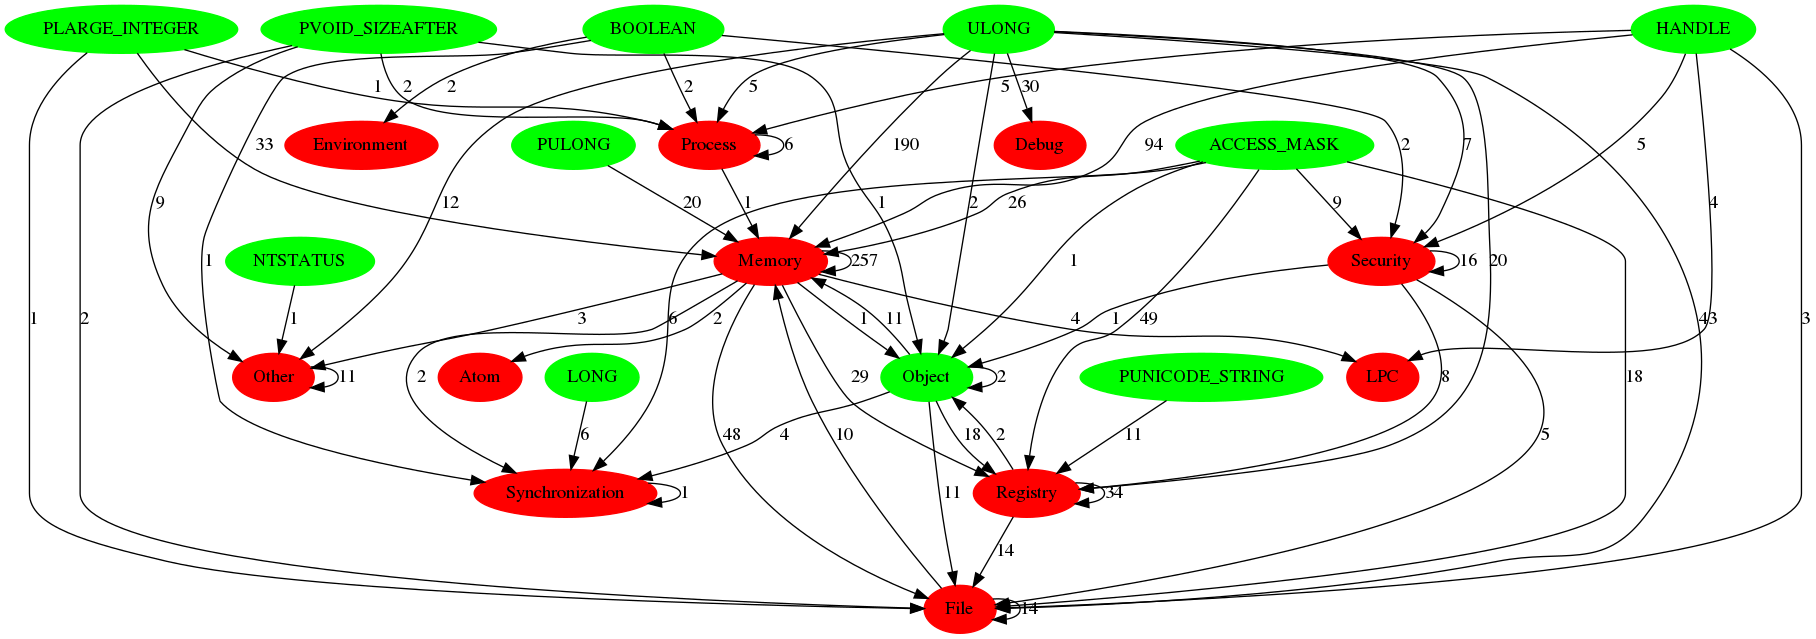 PLARGE_INTEGER PVOID_SIZEAFTER BOOLEAN ULONG HANDLE
1 2 2 2 5 30 5
Environment PULONG Process 6 Debug ACCESS_MASK
33 190 94 2 7 5
9 12 20 1 1 2 26 9 4
NTSTATUS Memory 257 Security 16
1 1 20
1 2 1 3 6 2 1 11 4 1 49 43 3
Other 11 Atom LONG Object 2 PUNICODE_STRING LPC
2 29 8 18
6 48 4 10 18 2 11 5
Synchronization 1 Registry 34
11
14
File 14